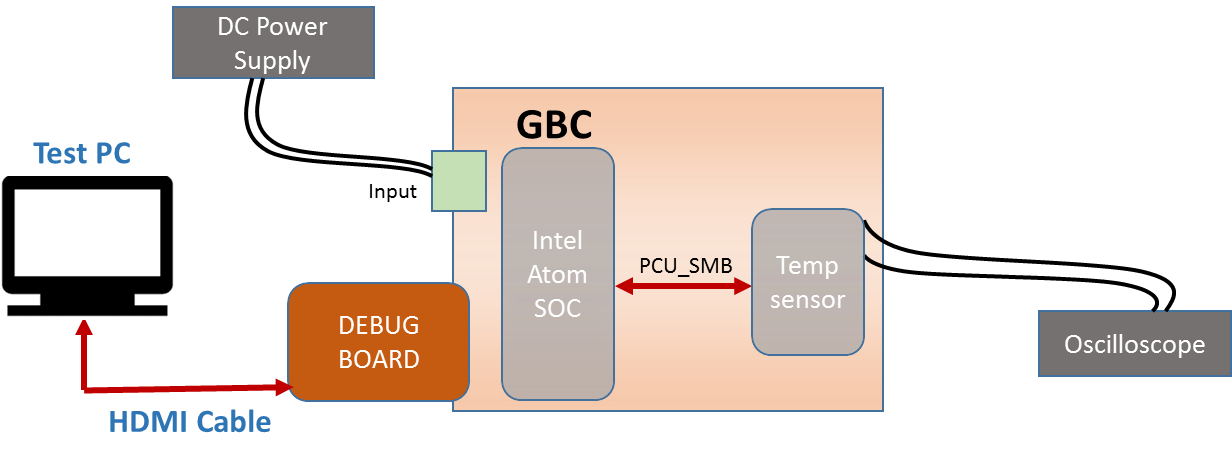 DC Power
Supply
GBC
Test PC
Input
Intel
Atom
SOC
PCU_SMB
Temp
sensor
DEBUG
BOARD
Oscilloscope
HDMI Cable